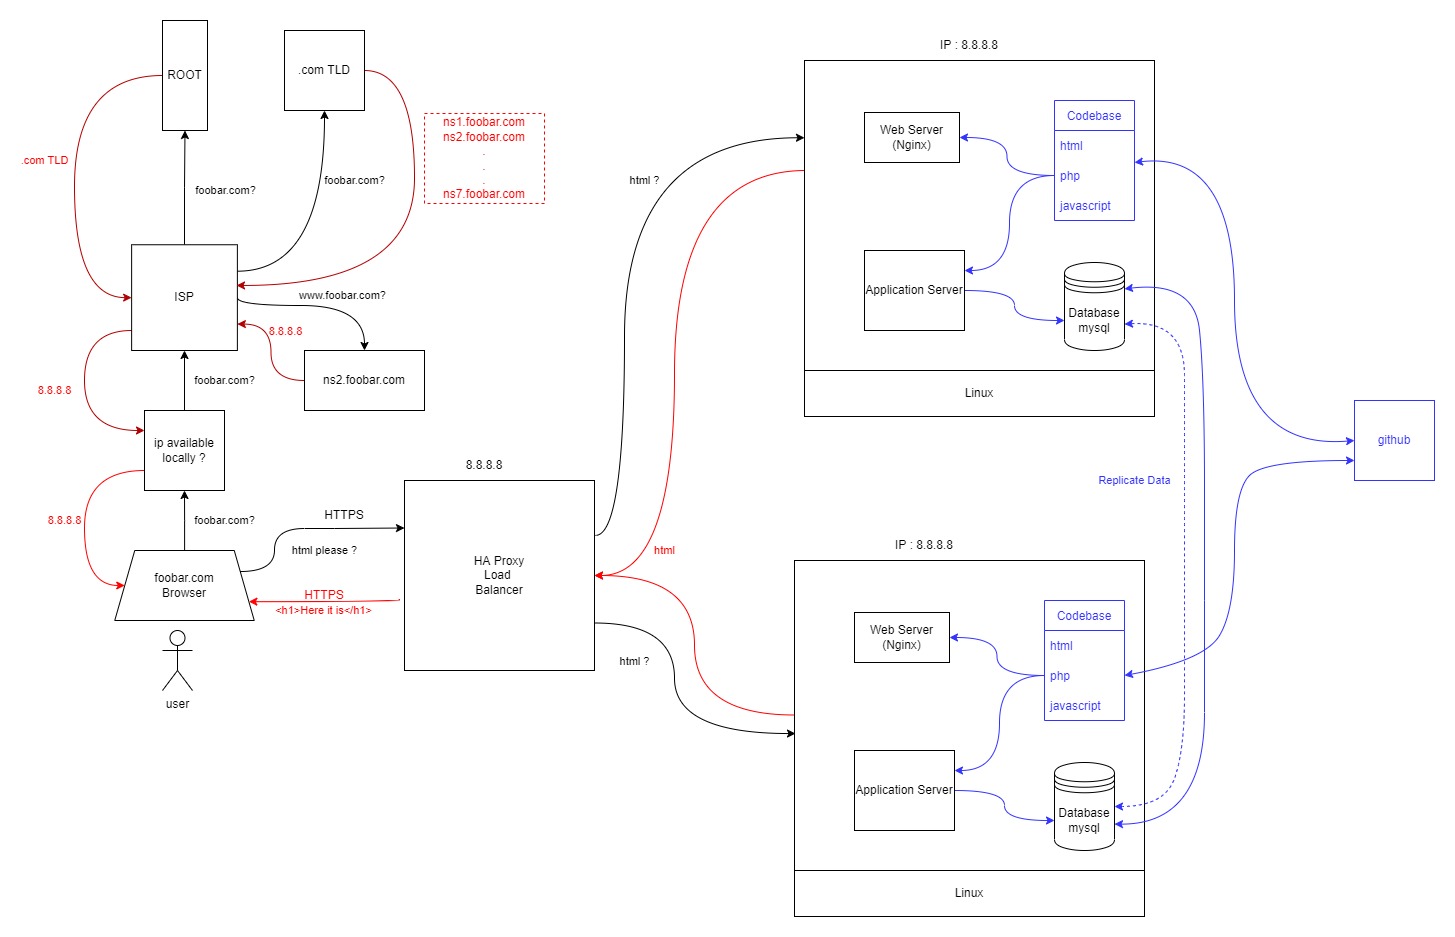 ROOT
.com TLD
ns1.foobar.com
ns2.foobar.com
.
.
.
ns7.foobar.com
.com TLD
foobar.com?
foobar.com?
ISP
www.foobar.com?
8.8.8.8
ns2.foobar.com
8.8.8.8
foobar.com?
ip available
locally ?
8.8.8.8
foobar.com?
HTTPS
html please ?
foobar.com
Browser
HTTPS
<h1>Here it is</h1>
user
8.8.8.8
HA Proxy
Load
Balancer
html ?
html
html ?
IP : 8.8.8.8
Web Server
(Nginx)
Codebase
html
php
javascript
Application Server
Database
mysql
Linux
github
Replicate Data
IP : 8.8.8.8
Web Server
(Nginx)
Codebase
html
php
javascript
Application Server
Database
mysql
Linux